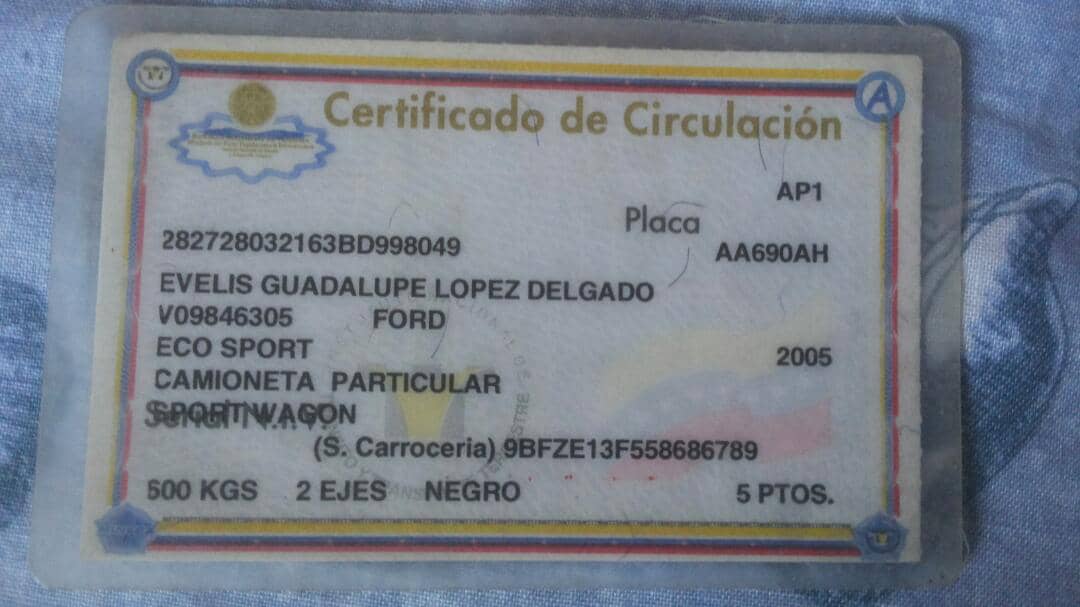 Certificado de Circulación
AP1
Placa
282728032163BD998049
AA690AH
EVELIS GUADALUPE LOPEZ DELGADO
V09846305 FORD
ECO SPORT 2005
CAMIONETA PARTICULAR
SPORT WAGON
Serial N.I.V.
(S. Carroceria) 9BFZE13F558686789
500 KGS 2 EJES NEGRO 5 PTOS.